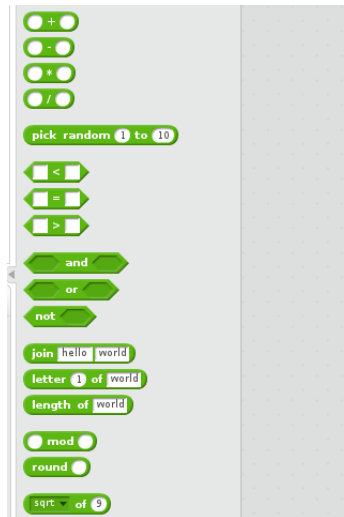 +
-
*
/
pick random 1 to 10
<
=
>
and
or
not
join hello world
letter 1 of world
length of world
mod
round
sqrt of 9